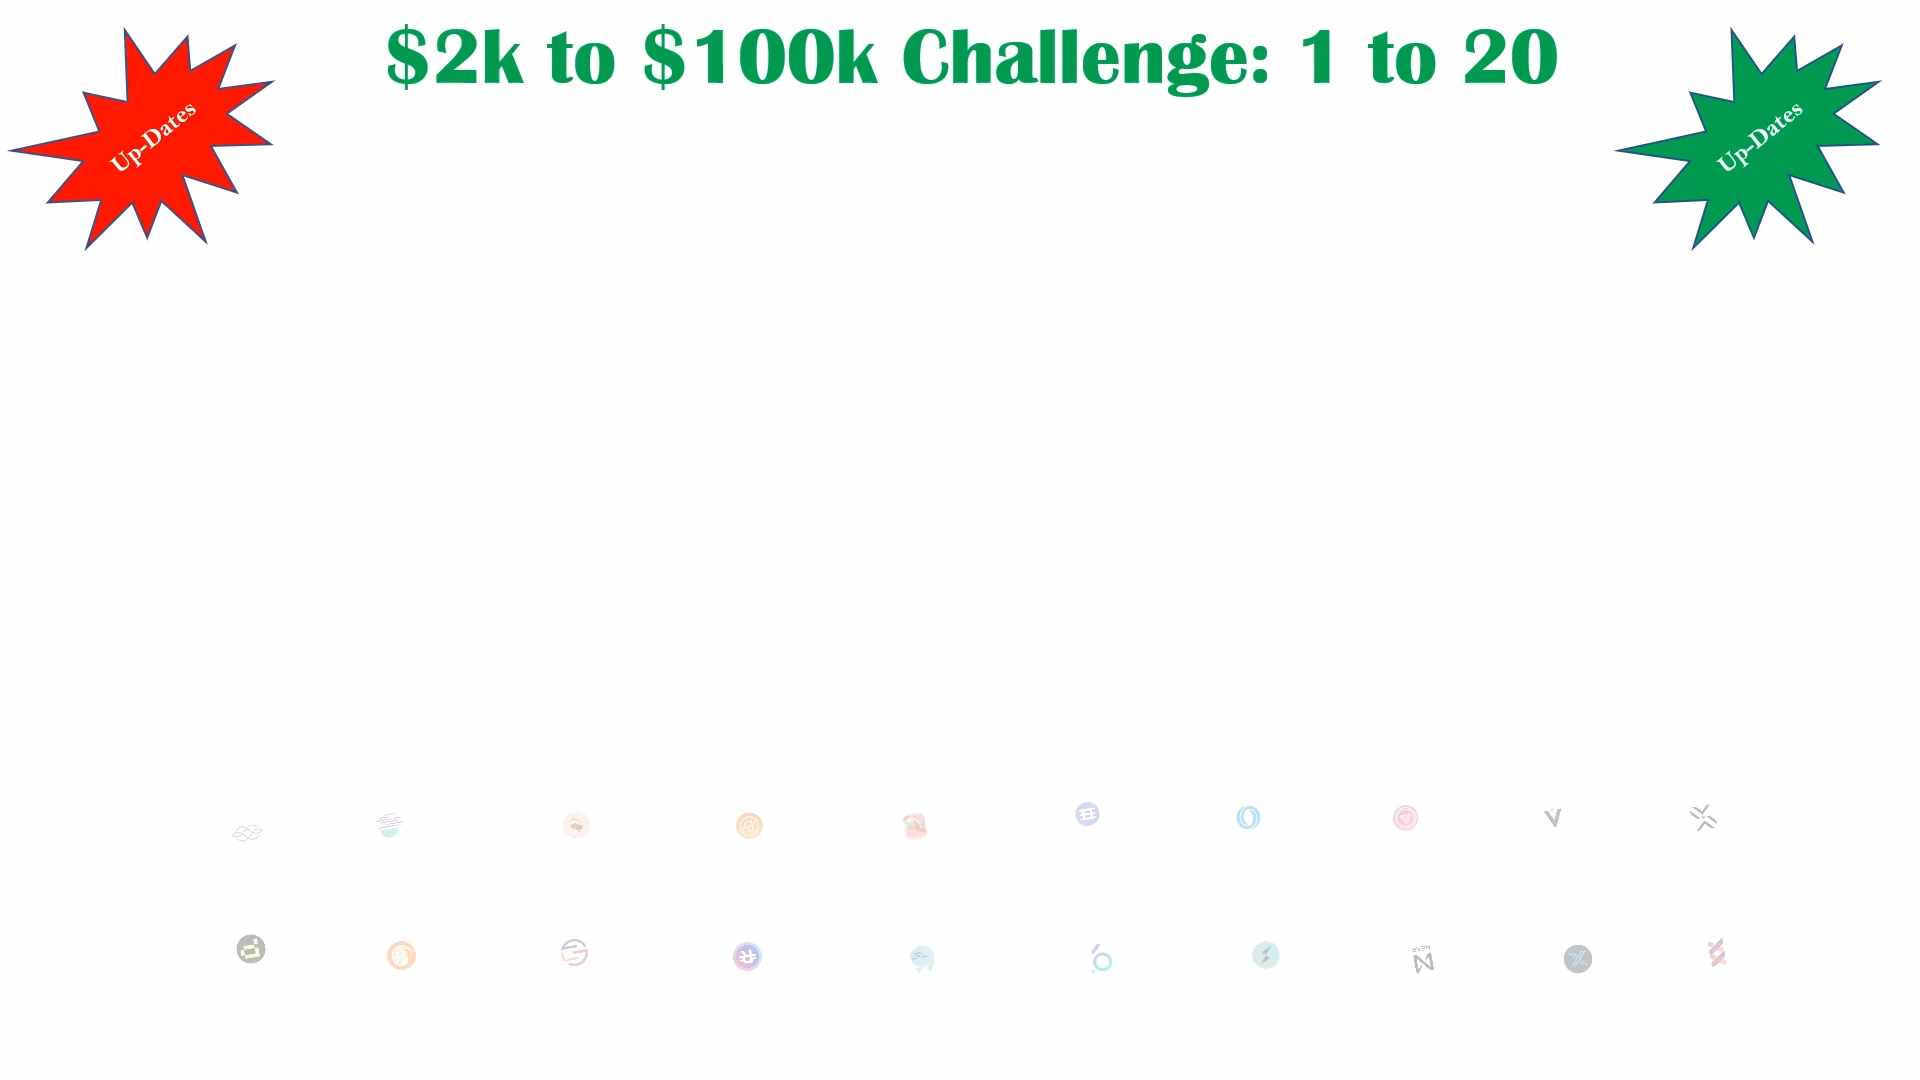 $2k to $100k Challenge: 1 to 20
Up-Dates
Up-Dates